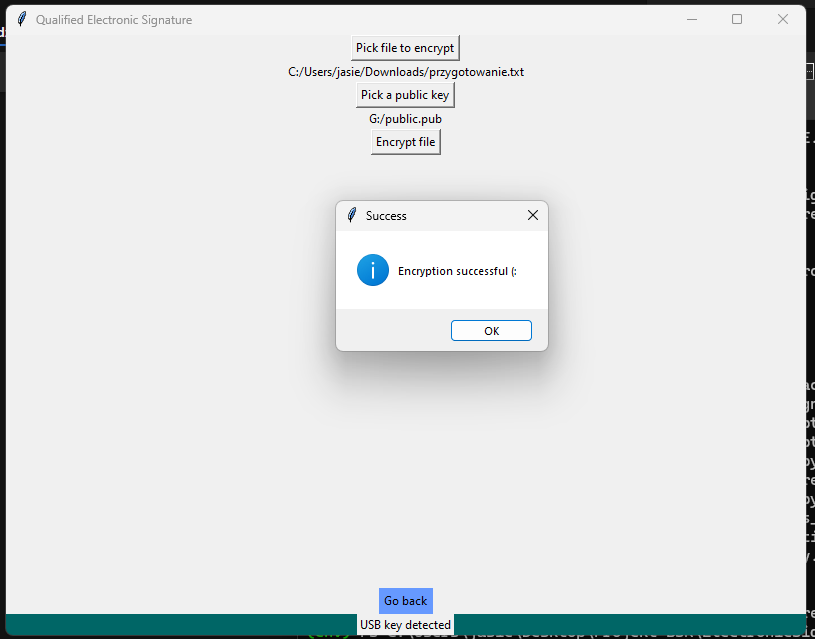 Qualified Electronic Signature
Pick file to encrypt
C:/Users/jasie/Downloads/przygotowanie.txt
Pick a public key
G:/public.pub
Encrypt file
Success
Encryption successful (:
OK
Go back
USB key detected